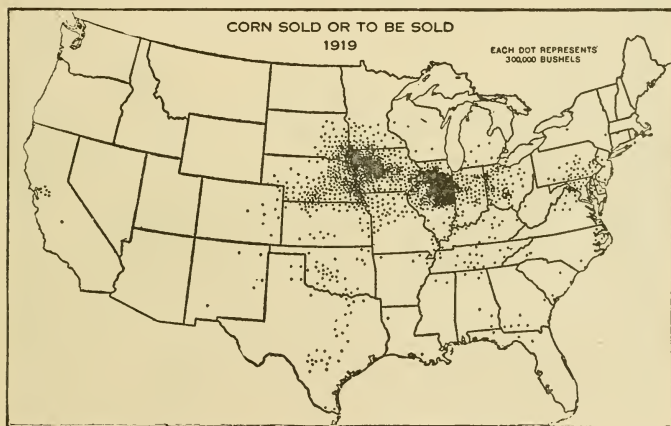 CORN SOLD OR TO BE SOLD
1919
EACH DOT REPRESENTS
300,000 BUSHELS